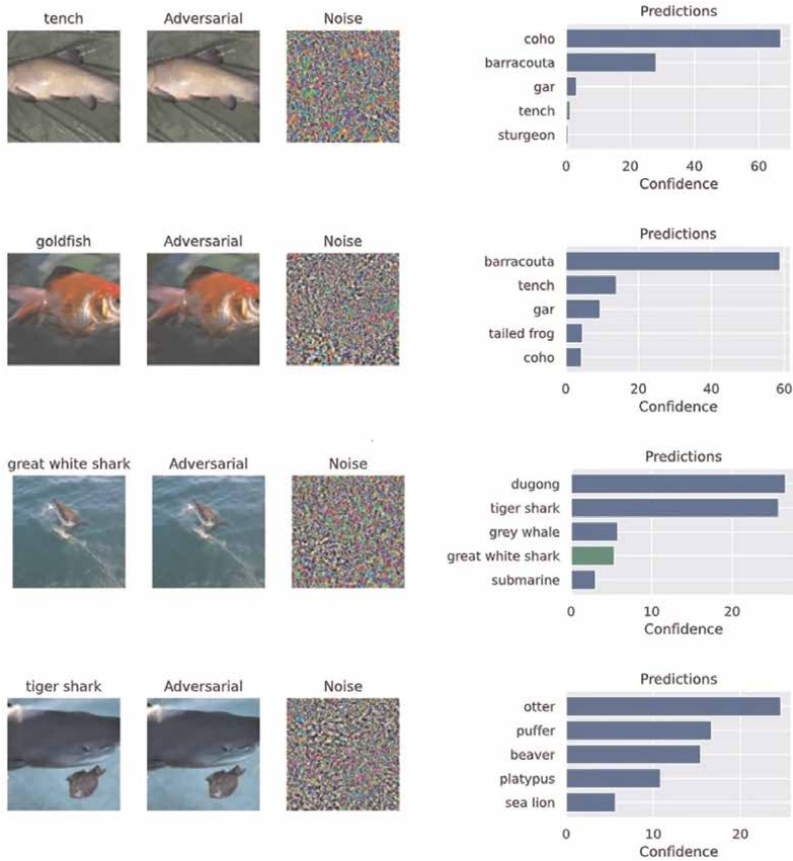 tench Adversarial Noise Predictions
coho
barracouta
gar
tench
sturgeon
0 20 40 60
Confidence
goldfish Adversarial Noise Predictions
barracouta
tench
gar
tailed frog
coho
0 20 40 60
Confidence
great white shark Adversarial Noise Predictions
dugong
tiger shark
grey whale
great white shark
submarine
0 10 20
Confidence
tiger shark Adversarial Noise Predictions
otter
puffer
beaver
platypus
sea lion
0 10 20
Confidence